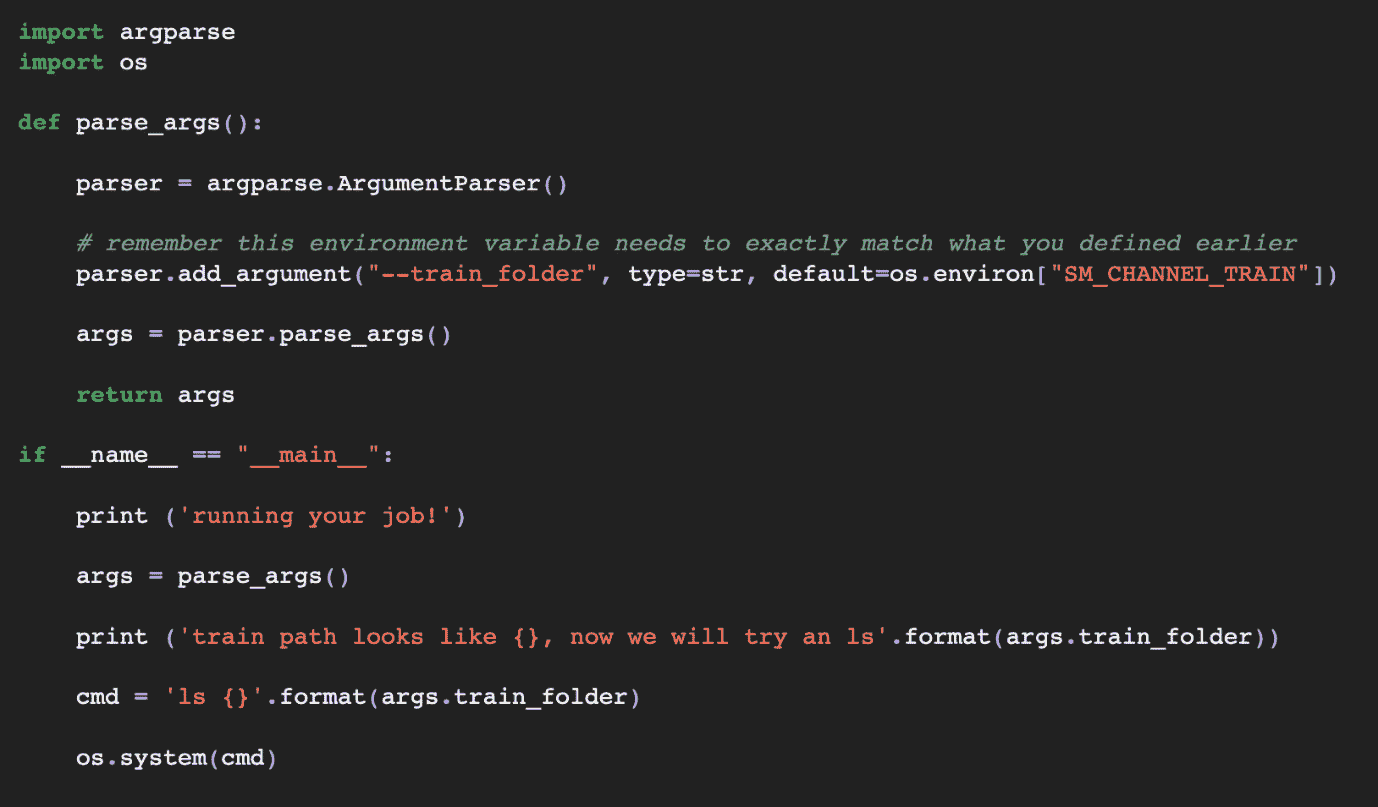 import argparse
import os
def parse_args():
parser = argparse.ArgumentParser()
# remember this environment variable needs to exactly match what you defined earlier
parser.add_argument("--train_folder", type=str, default=os.environ["SM_CHANNEL_TRAIN"])
args = parser.parse_args()
return args
if __name__ == "__main__":
print ('running your job!')
args = parse_args()
print ('train path looks like {}, now we will try an ls'.format(args.train_folder))
cmd = 'ls {}'.format(args.train_folder)
os.system(cmd)